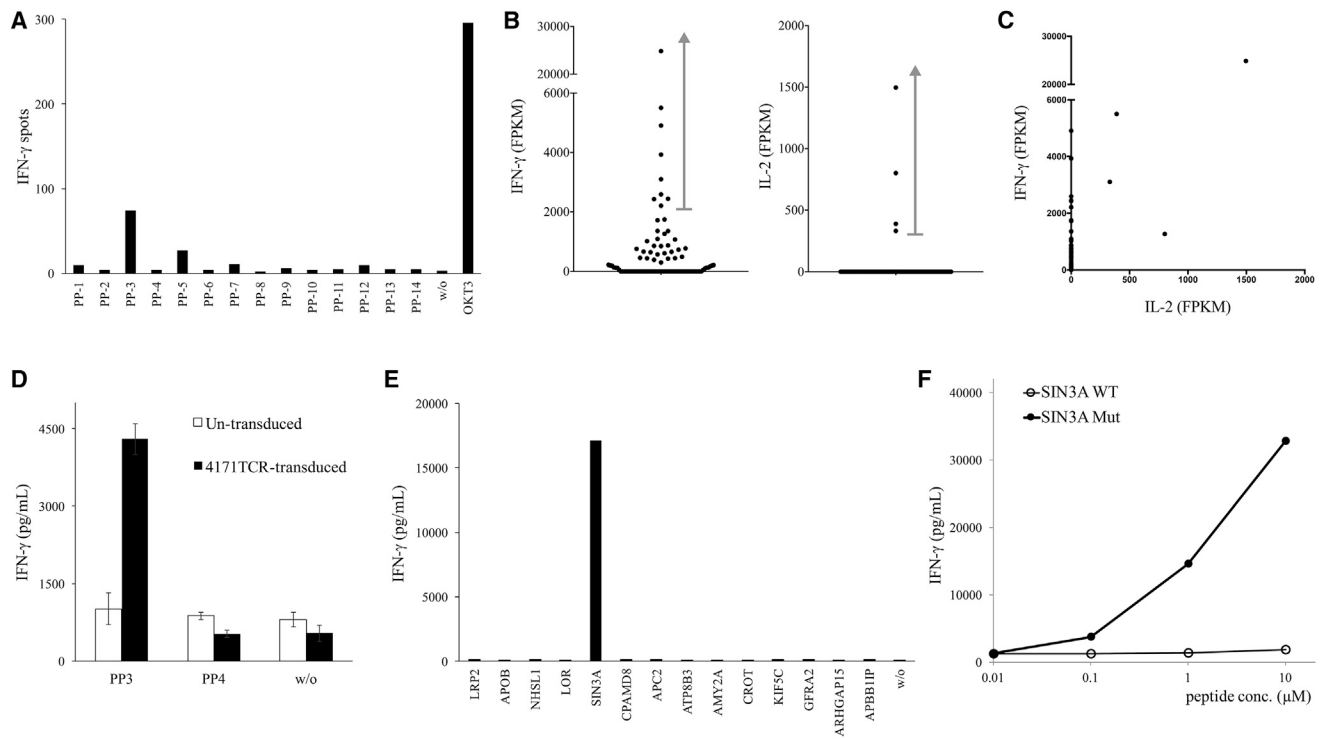 A
IFN-γ spots
300
200
100
0
PP-1
PP-2
PP-3
PP-4
PP-5
PP-6
PP-7
PP-8
PP-9
PP-10
PP-11
PP-12
PP-13
PP-14
w/o
OKT3
B
IFN-γ (FPKM)
30000
20000
6000
4000
2000
0
IL-2 (FPKM)
2000
1500
1000
500
0
C
IFN-γ (FPKM)
30000
20000
6000
4000
2000
0
0
500
1000
1500
2000
IL-2 (FPKM)
D
IFN-γ (pg/mL)
4500
3000
1500
0
Un-transduced
4171TCR-transduced
PP3
PP4
w/o
E
IFN-γ (pg/mL)
20000
15000
10000
5000
0
LRP2
APOB
NHSL1
LOR
SIN3A
CPAMD8
APC2
ATP8B3
AMY2A
CROT
KIF5C
GFRA2
ARHGAP15
APBB1IP
w/o
F
IFN-γ (pg/mL)
40000
30000
20000
10000
0
SIN3A WT
SIN3A Mut
0.01
0.1
1
10
peptide conc. (μM)